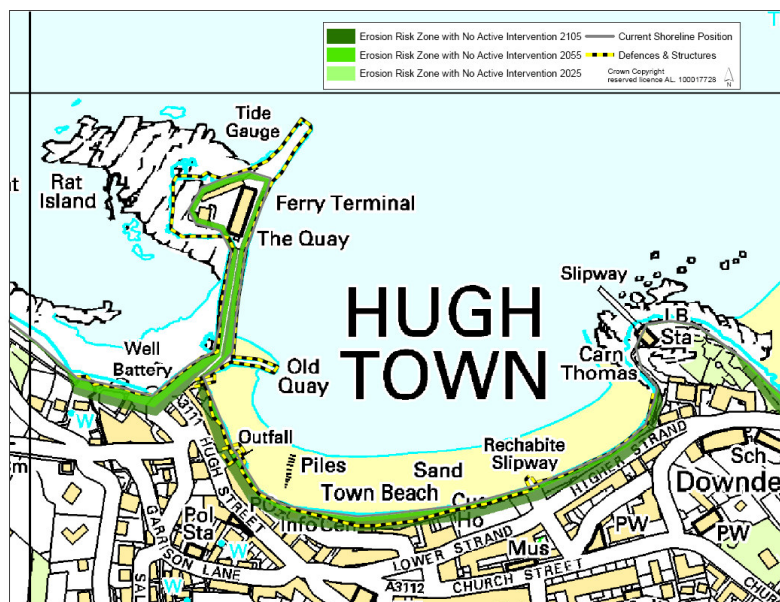 Erosion Risk Zone with No Active Intervention 2105
Erosion Risk Zone with No Active Intervention 2055
Erosion Risk Zone with No Active Intervention 2025
Current Shoreline Position
Defences & Structures
Crown Copyright
reserved licence AL. 100017728
N
Tide
Gauge
Rat
Island
Ferry Terminal
The Quay
Slipway
HUGH
TOWN
LB
Sta
Well
Battery
Old
Quay
Carn
Thomas
A3111
HUGH STREET
Outfall
Piles
Sand
Rechabite
Slipway
Town Beach
HIGHER STRAND
Sch
Downde
Pol
Sta
Info Cen
Ho
LOWER STRAND
Mus
PW
PW
GARRISON LANE
A3112
CHURCH STREET
W
W
W